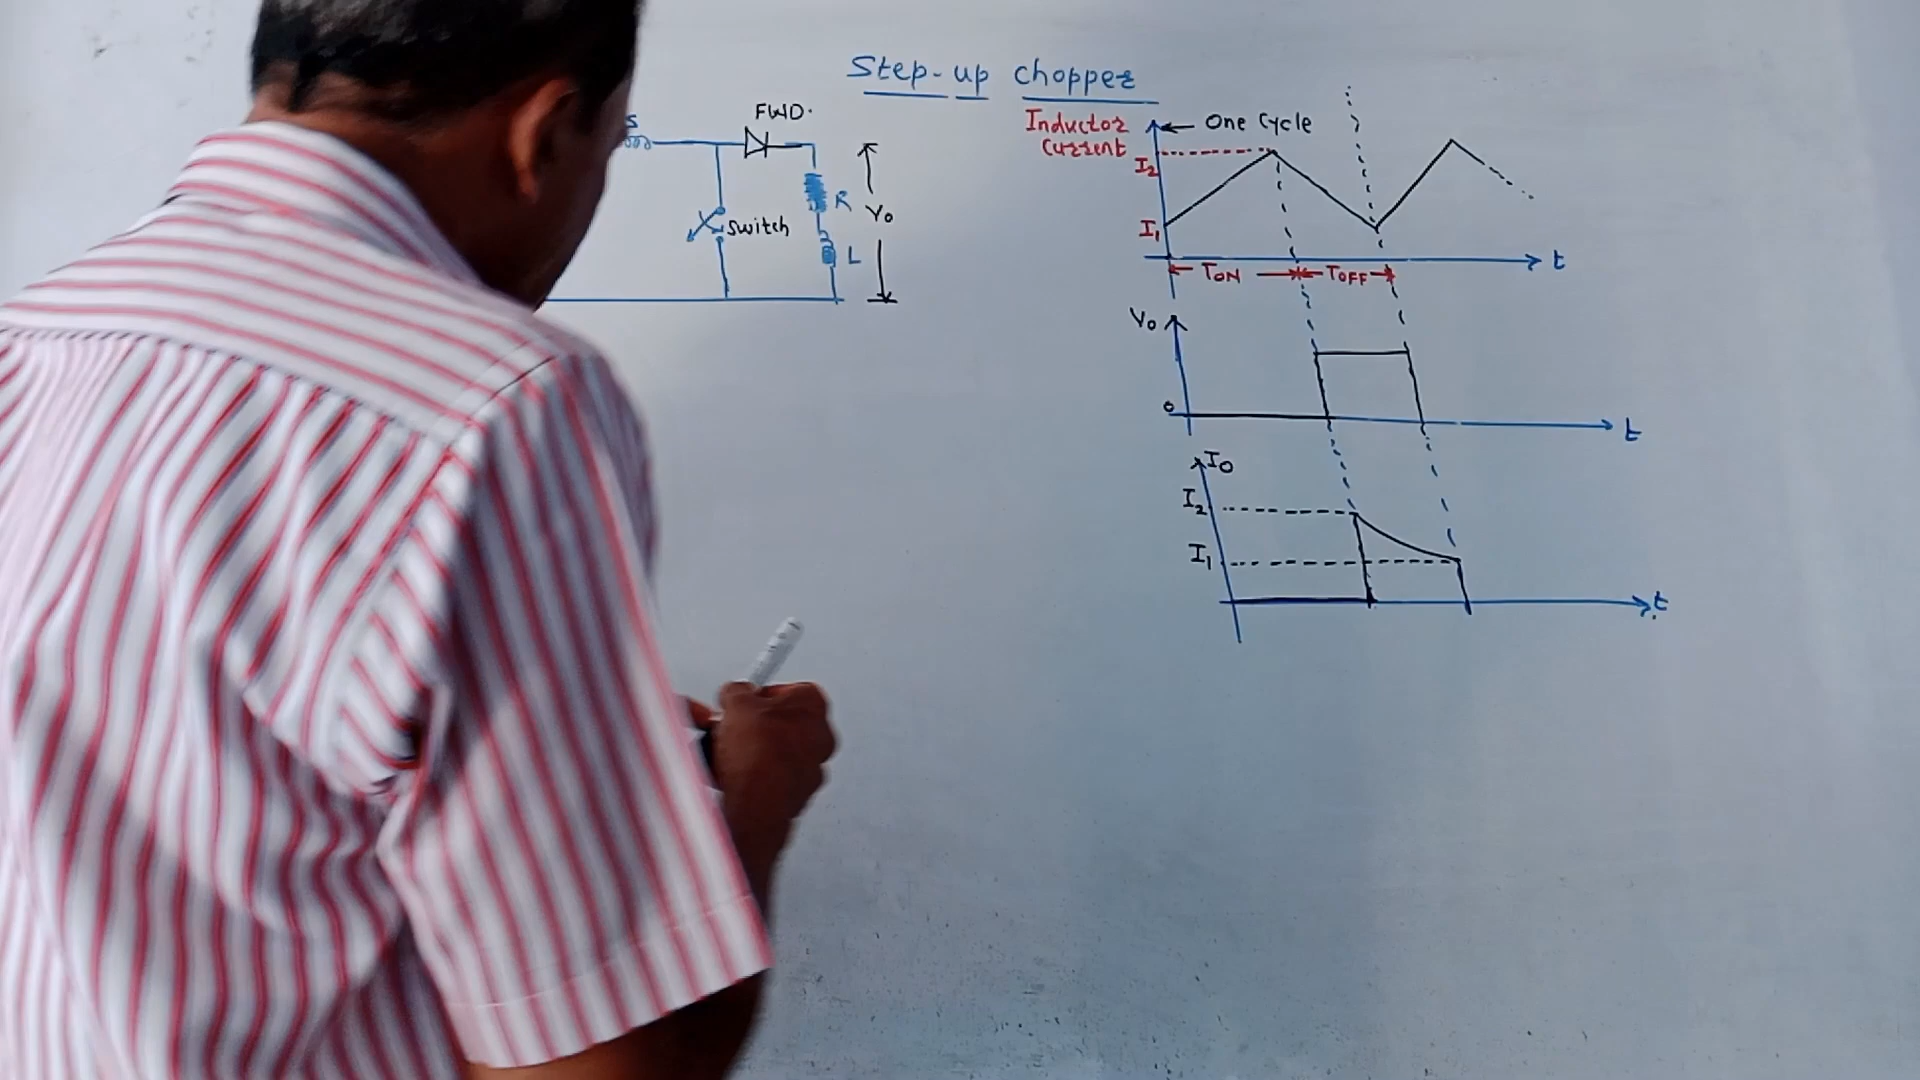 Step-up chopper
s
FWD.
R
Vo
Switch
L
Inductor
current
One Cycle
I2
I1
TON
TOFF
t
Vo
0
t
Io
I2
I1
t